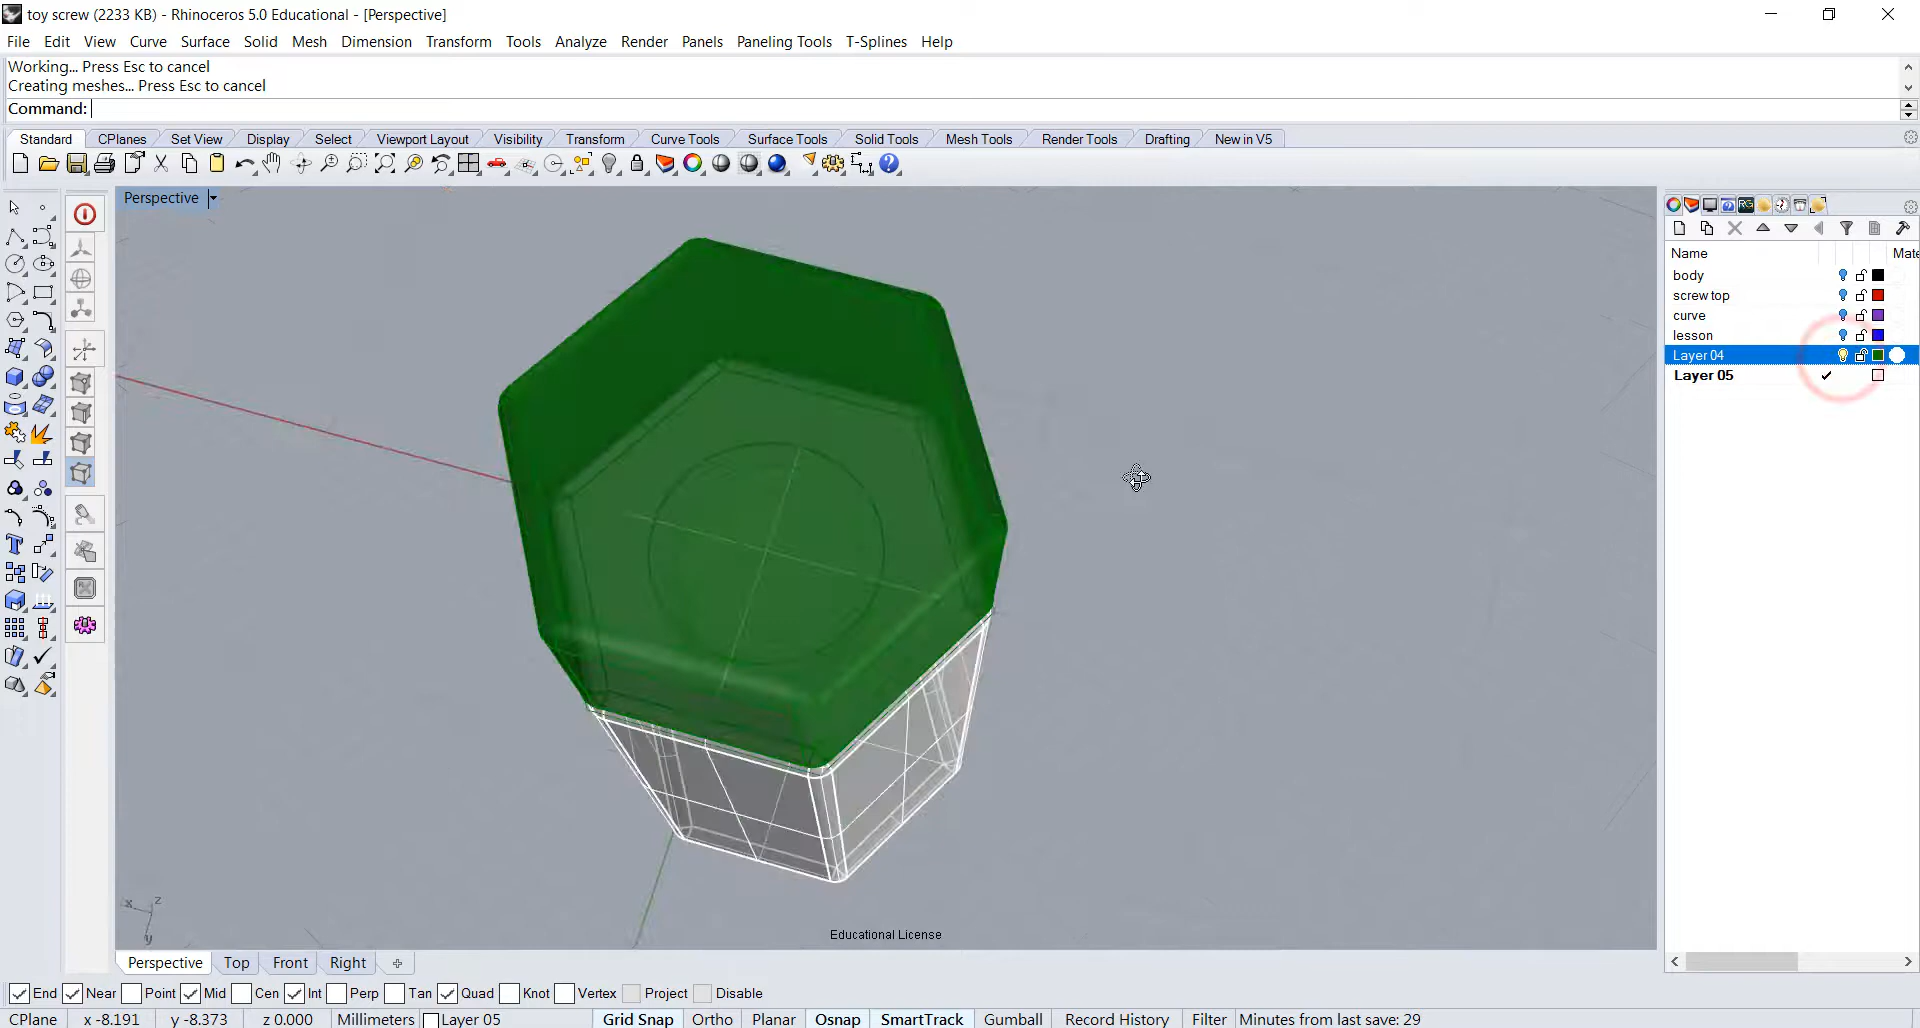 toy screw (2233 KB) - Rhinoceros 5.0 Educational - [Perspective]
File Edit View Curve Surface Solid Mesh Dimension Transform Tools Analyze Render Panels Paneling Tools T-Splines Help
Working... Press Esc to cancel
Creating meshes... Press Esc to cancel
Command:
Standard CPlanes Set View Display Select Viewport Layout Visibility Transform Curve Tools Surface Tools Solid Tools Mesh Tools Render Tools Drafting New in V5
Perspective
Name Mate
body
screw top
curve
lesson
Layer 04
Layer 05
x z
y
Educational License
Perspective Top Front Right
End Near Point Mid Cen Int Perp Tan Quad Knot Vertex Project Disable
CPlane x -8.191 y -8.373 z 0.000 Millimeters Layer 05 Grid Snap Ortho Planar Osnap SmartTrack Gumball Record History Filter Minutes from last save: 29